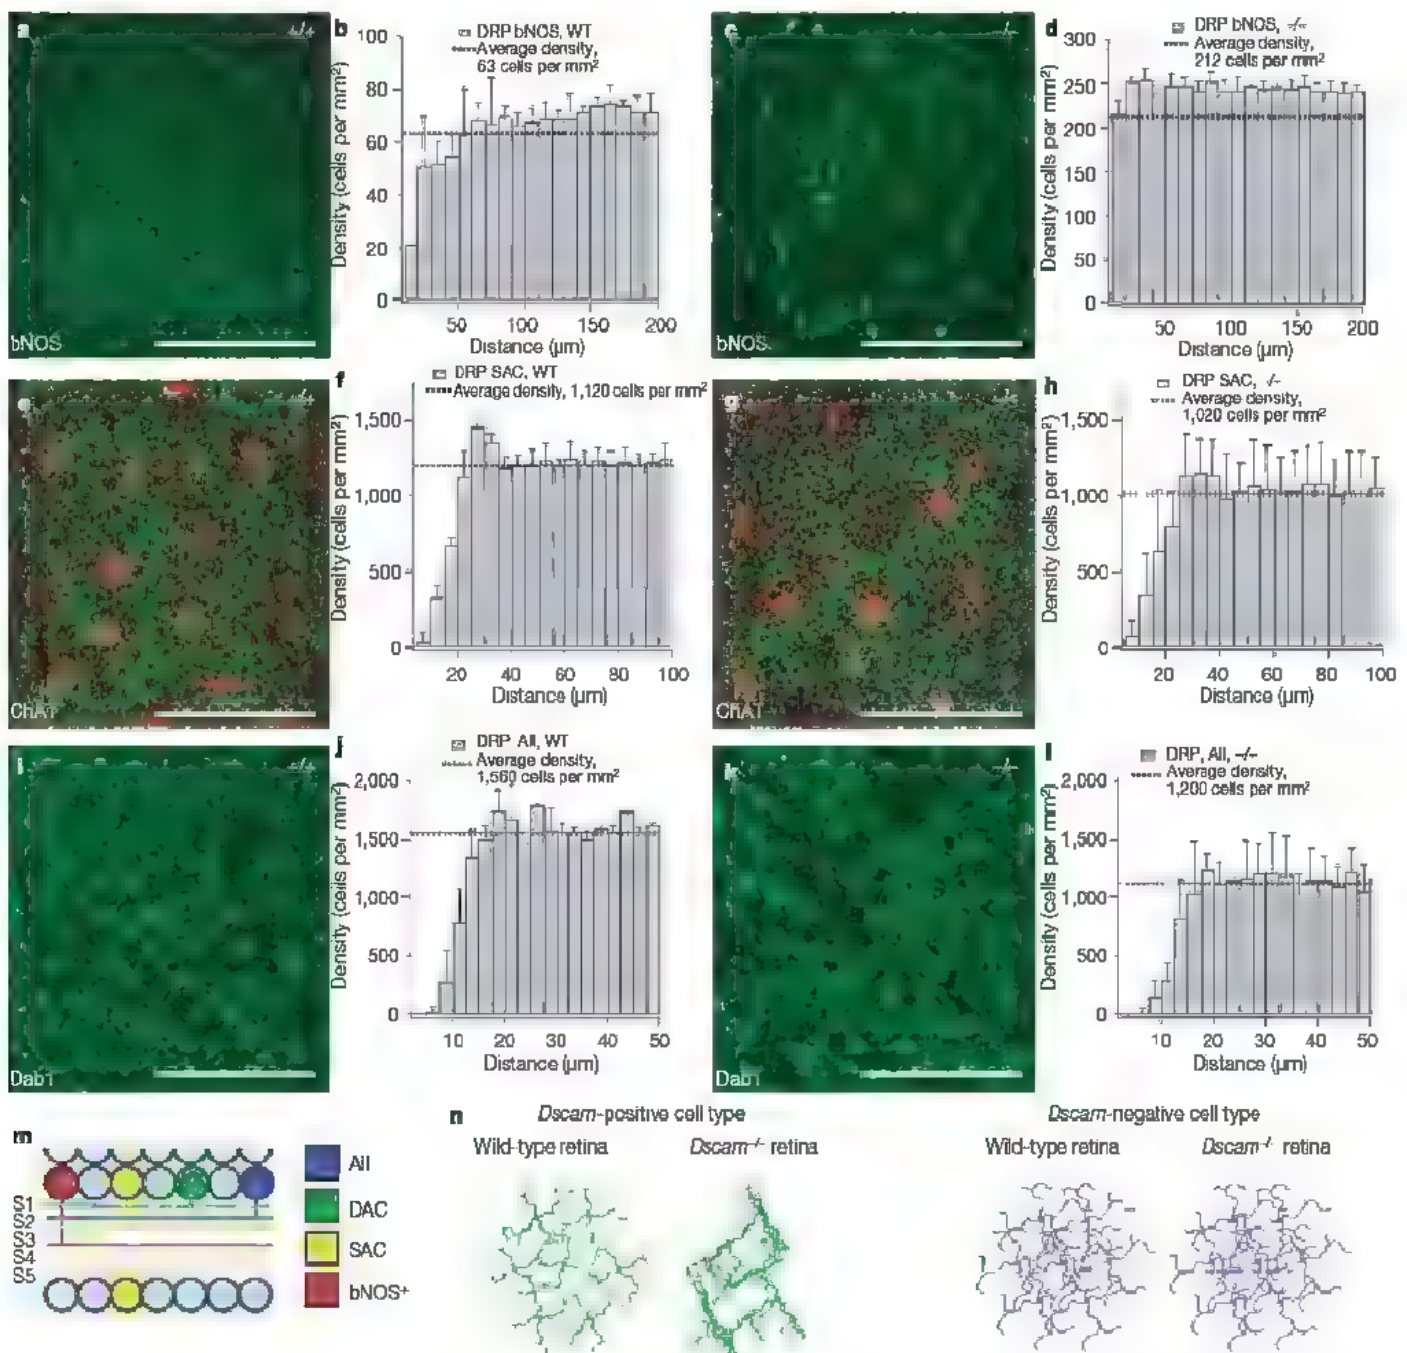 a
+/+
b
DRP bNOS, WT
Average density,
63 cells per mm²
Density (cells per mm²)
100
80
60
40
20
0
50 100 150 200
Distance (µm)
bNOS
c
d
DRP bNOS, -/-
Average density,
212 cells per mm²
Density (cells per mm²)
300
250
200
150
100
50
0
50 100 150 200
Distance (µm)
bNOS
f
DRP SAC, WT
Average density, 1,120 cells per mm²
Density (cells per mm²)
1,500
1,000
500
0
20 40 60 80 100
Distance (µm)
ChAT
g
h
DRP SAC, -/-
Average density,
1,020 cells per mm²
Density (cells per mm²)
1,500
1,000
500
0
20 40 60 80 100
Distance (µm)
ChAT
i
+/+
j
DRP All, WT
Average density,
1,560 cells per mm²
Density (cells per mm²)
2,000
1,500
1,000
500
0
10 20 30 40 50
Distance (µm)
Dab1
k
l
DRP, All, -/-
Average density,
1,200 cells per mm²
Density (cells per mm²)
2,000
1,500
1,000
500
0
10 20 30 40 50
Distance (µm)
Dab1
m
S1
S2
S3
S4
S5
All
DAC
SAC
bNOS⁺
n
Dscam-positive cell type
Wild-type retina Dscam-/- retina
Dscam-negative cell type
Wild-type retina Dscam-/- retina